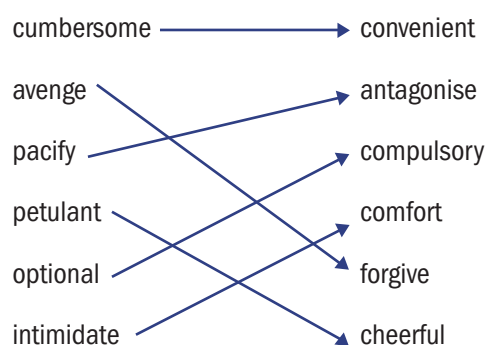 cumbersome convenient
avenge antagonise
pacify compulsory
petulant comfort
optional forgive
intimidate cheerful